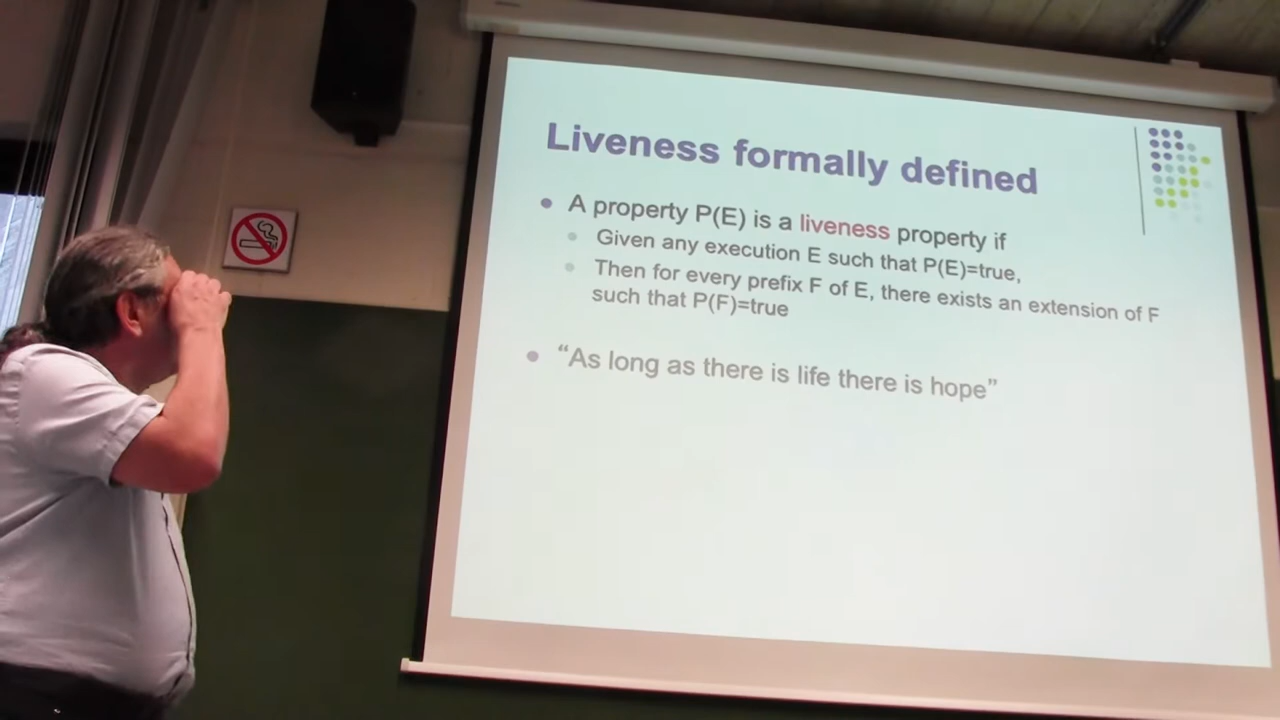 Liveness formally defined
A property P(E) is a liveness property if
Given any execution E such that P(E)=true,
Then for every prefix F of E, there exists an extension of F
such that P(F)=true
“As long as there is life there is hope”